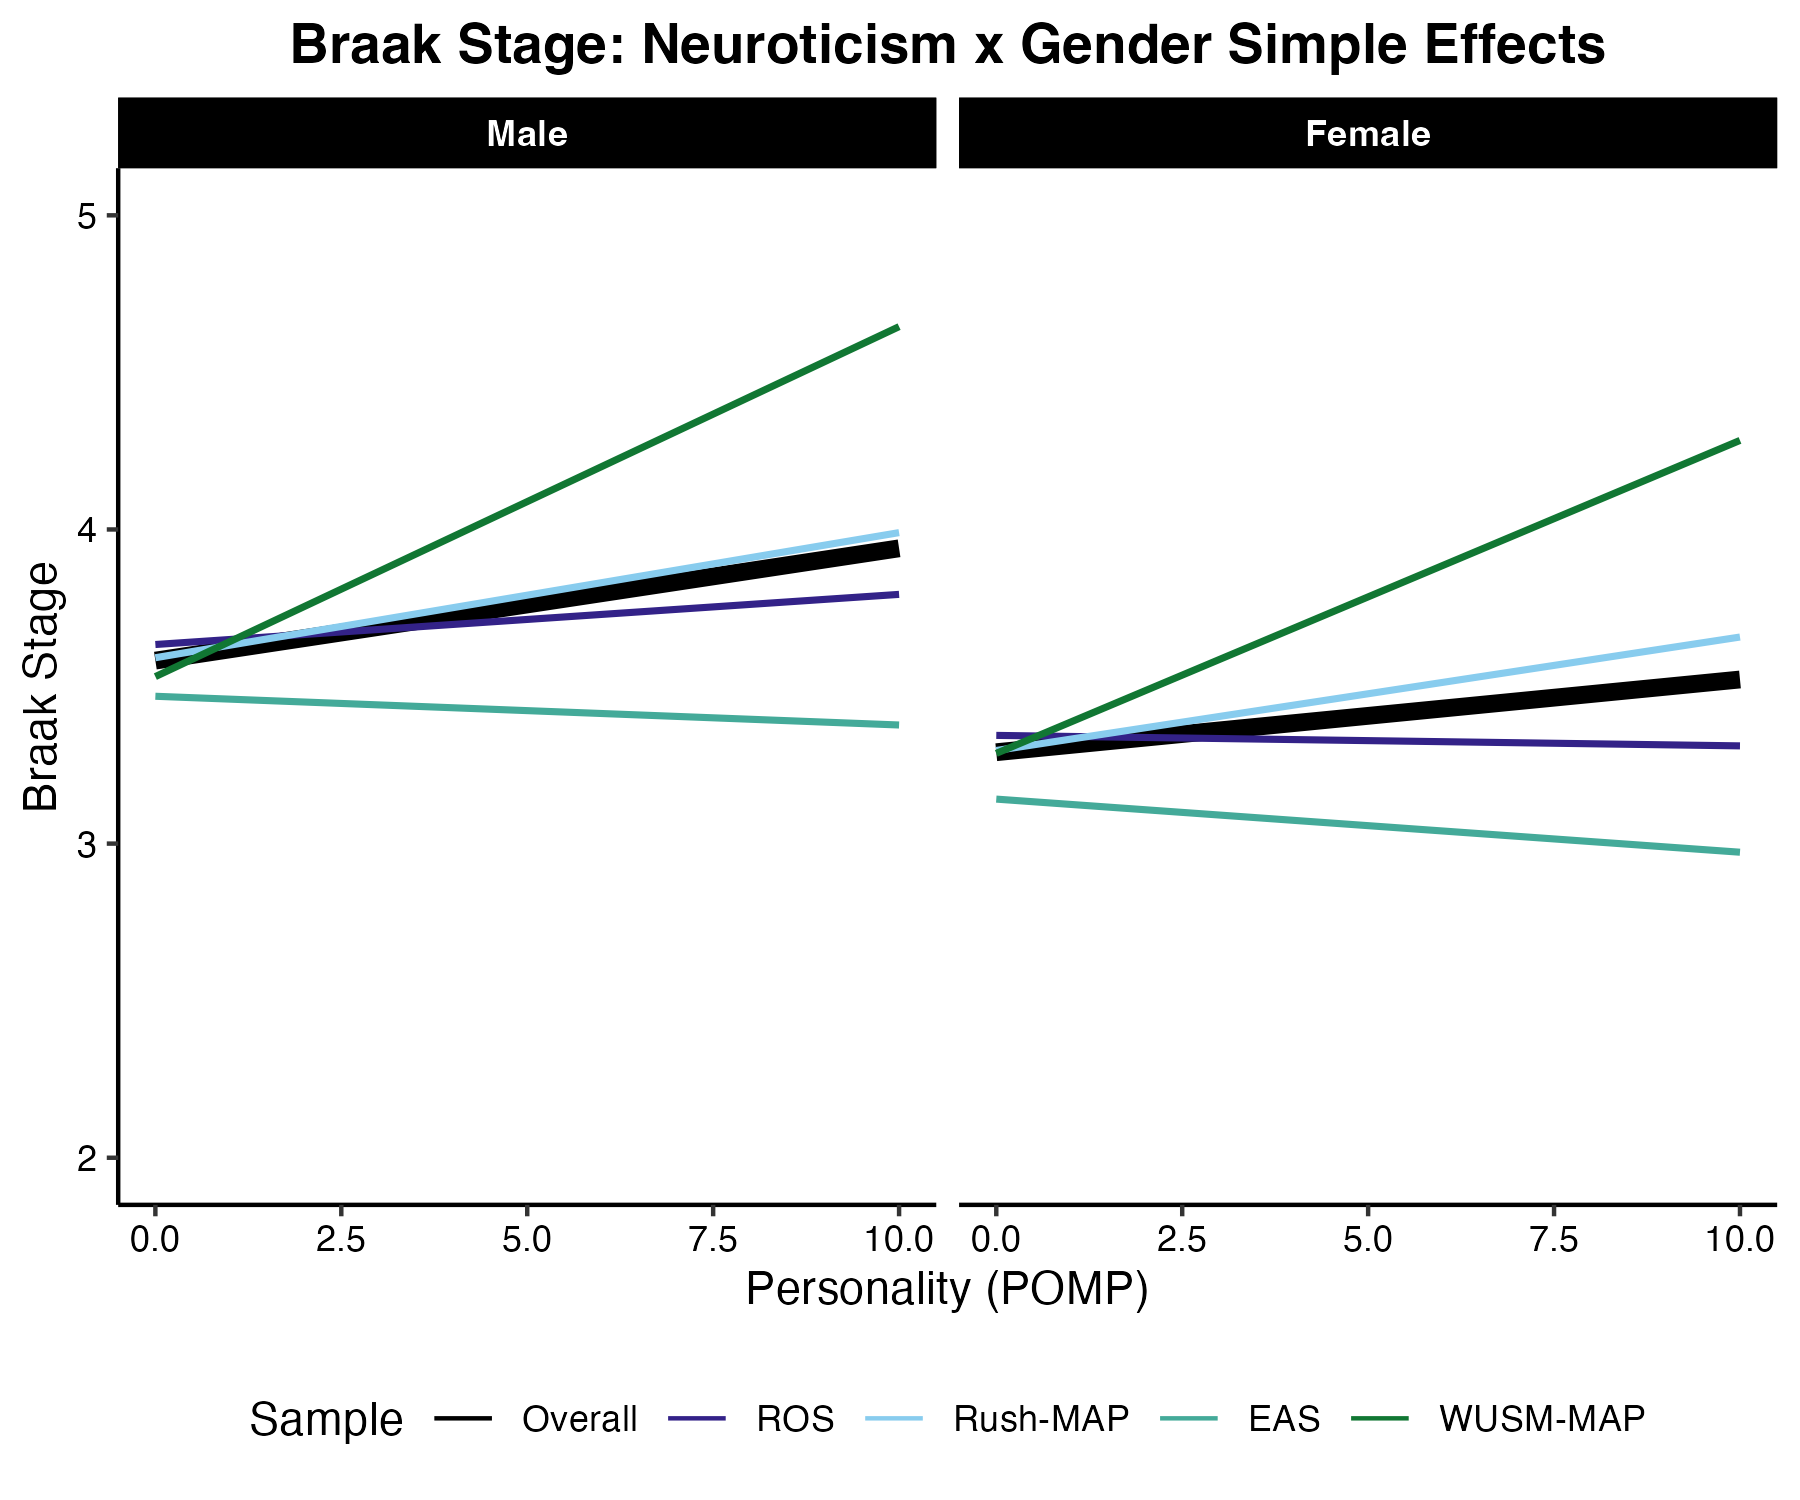 Braak Stage: Neuroticism x Gender Simple Effects
Male
Female
Braak Stage
5
4
3
2
0.0 2.5 5.0 7.5 10.0
0.0 2.5 5.0 7.5 10.0
Personality (POMP)
Sample Overall ROS Rush-MAP EAS WUSM-MAP